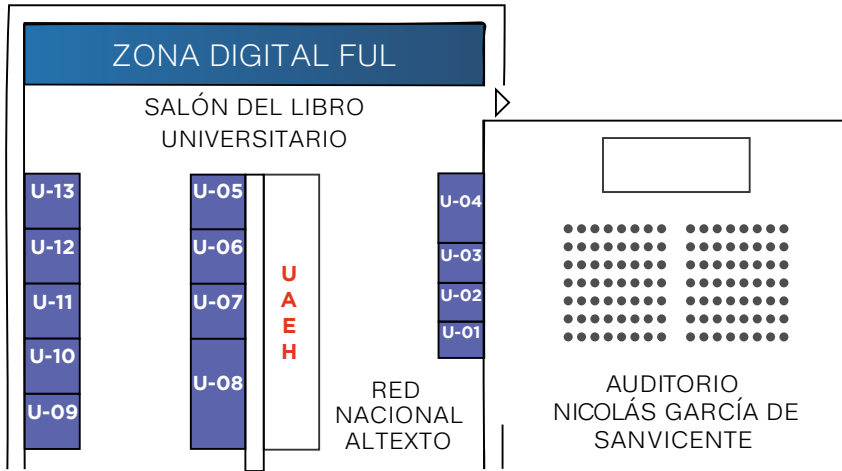 ZONA DIGITAL FUL
SALÓN DEL LIBRO
UNIVERSITARIO
U-13
U-12
U-11
U-10
U-09
U-05
U-06
U-07
U-08
U
A
E
H
U-04
U-03
U-02
U-01
RED
NACIONAL
ALTEXTO
AUDITORIO
NICOLÁS GARCÍA DE
SANVICENTE